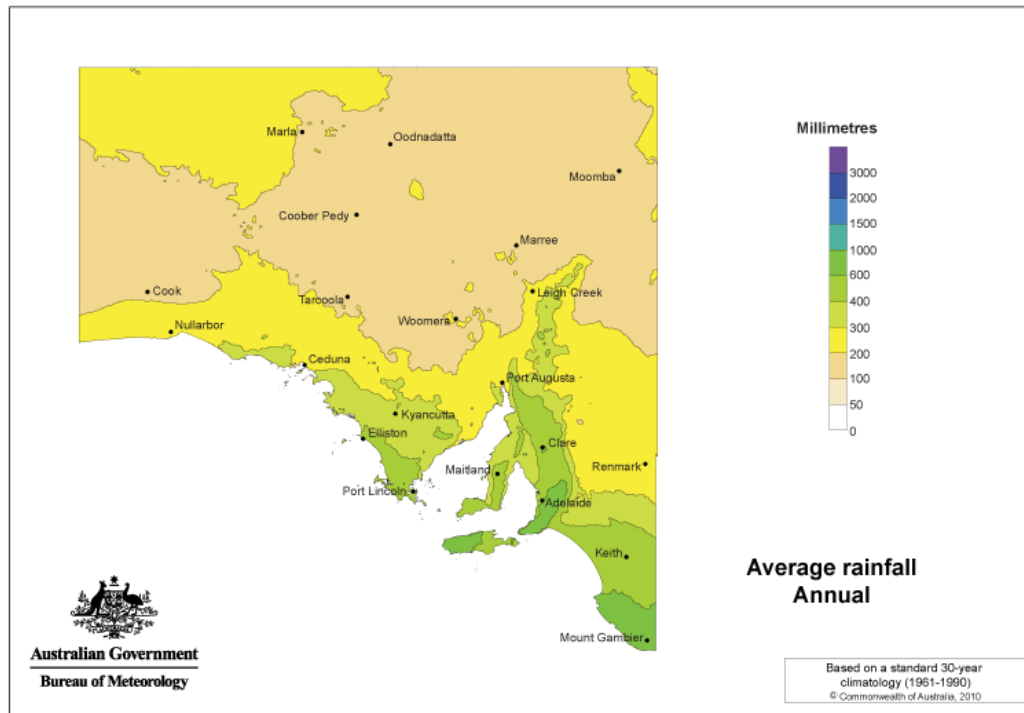 Millimetres
3000
2000
1500
1000
600
400
300
200
100
50
0
Marla
Oodnadatta
Moomba
Coober Pedy
Marree
Cook
Tarcoola
Leigh Creek
Woomera
Nullarbor
Ceduna
Port Augusta
Kyancutta
Elliston
Clare
Maitland
Renmark
Port Lincoln
Adelaide
Keith
Mount Gambier
Average rainfall
Annual
Australian Government
Bureau of Meteorology
Based on a standard 30-year
climatology (1961-1990)
© Commonwealth of Australia, 2010